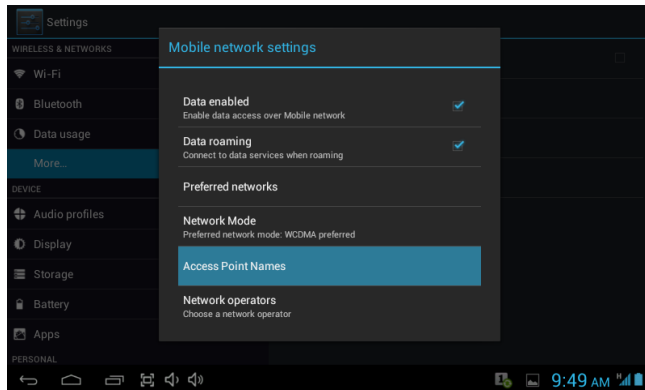 Settings
WIRELESS & NETWORKS
Wi-Fi
Bluetooth
Data usage
More...
DEVICE
Audio profiles
Display
Storage
Battery
Apps
PERSONAL
Mobile network settings
Data enabled
Enable data access over Mobile network
Data roaming
Connect to data services when roaming
Preferred networks
Network Mode
Preferred network mode: WCDMA preferred
Access Point Names
Network operators
Choose a network operator
1
9:49 AM H